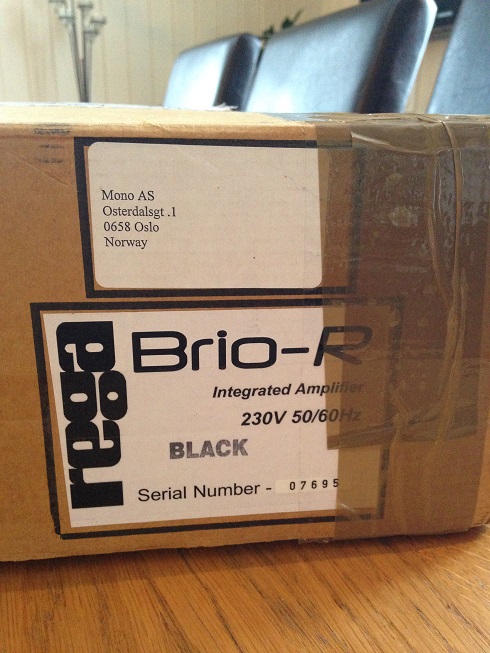 Mono AS
Osterdalsgt .1
0658 Oslo
Norway
rega
Brio-R
Integrated Amplifier
230V 50/60Hz
BLACK
Serial Number - 07695